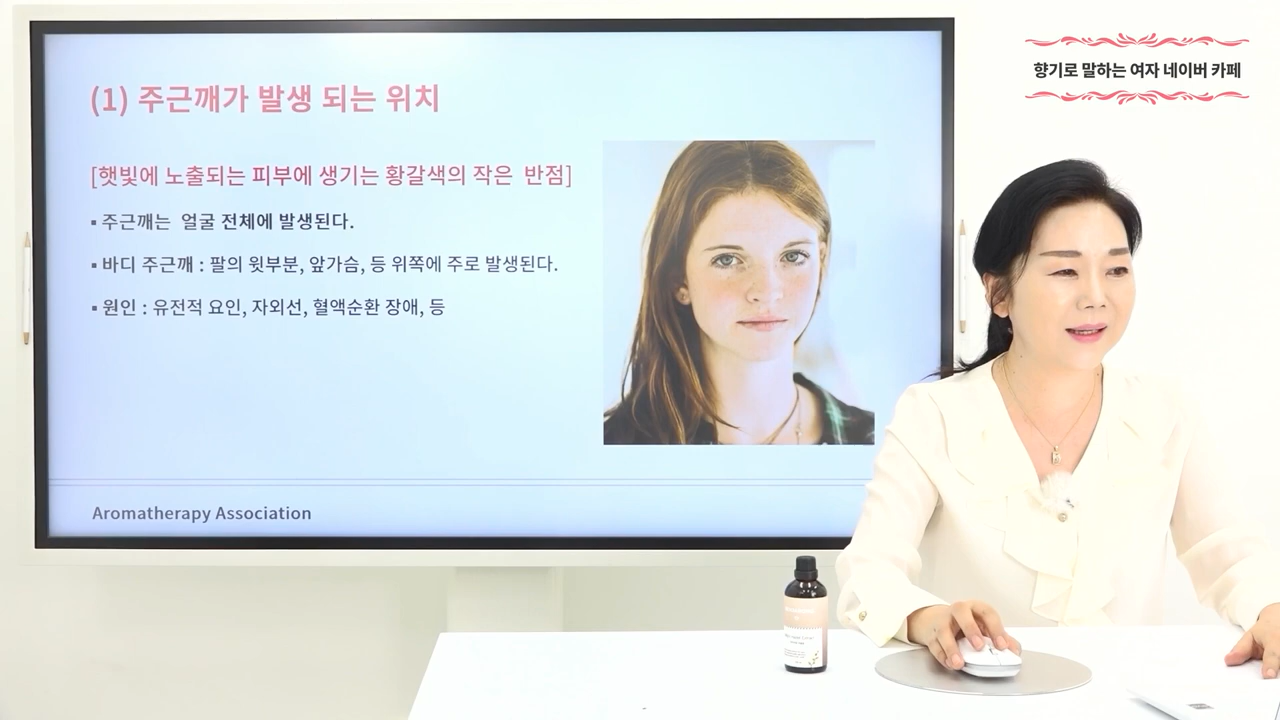 (1) 주근깨가 발생 되는 위치
[햇빛에 노출되는 피부에 생기는 황갈색의 작은 반점]
▪ 주근깨는 얼굴 전체에 발생된다.
▪ 바디 주근깨 : 팔의 윗부분, 앞가슴, 등 위쪽에 주로 발생된다.
▪ 원인 : 유전적 요인, 자외선, 혈액순환 장애, 등
Aromatherapy Association
향기로 말하는 여자 네이버 카페